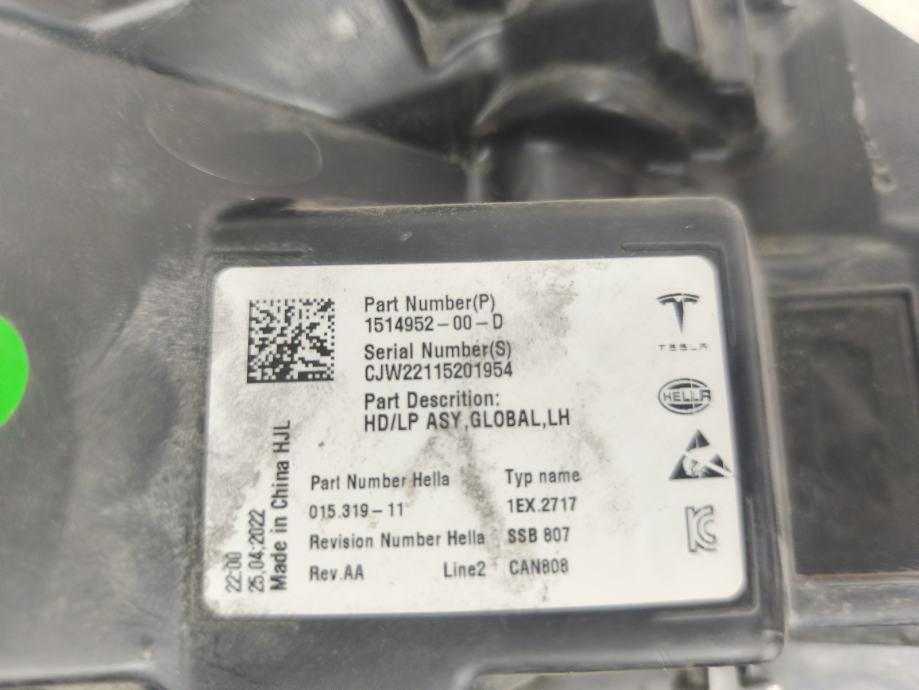 Part Number(P)
1514952-00-D
Serial Number(S)
CJW22115201954
Part Descrition:
HD/LP ASY,GLOBAL,LH
TESLA
HELLA
Part Number Hella Typ name
015.319-11 1EX.2717
Revision Number Hella SSB 807
Rev.AA Line2 CAN808
22:00
25.04.2022
Made in China HJL